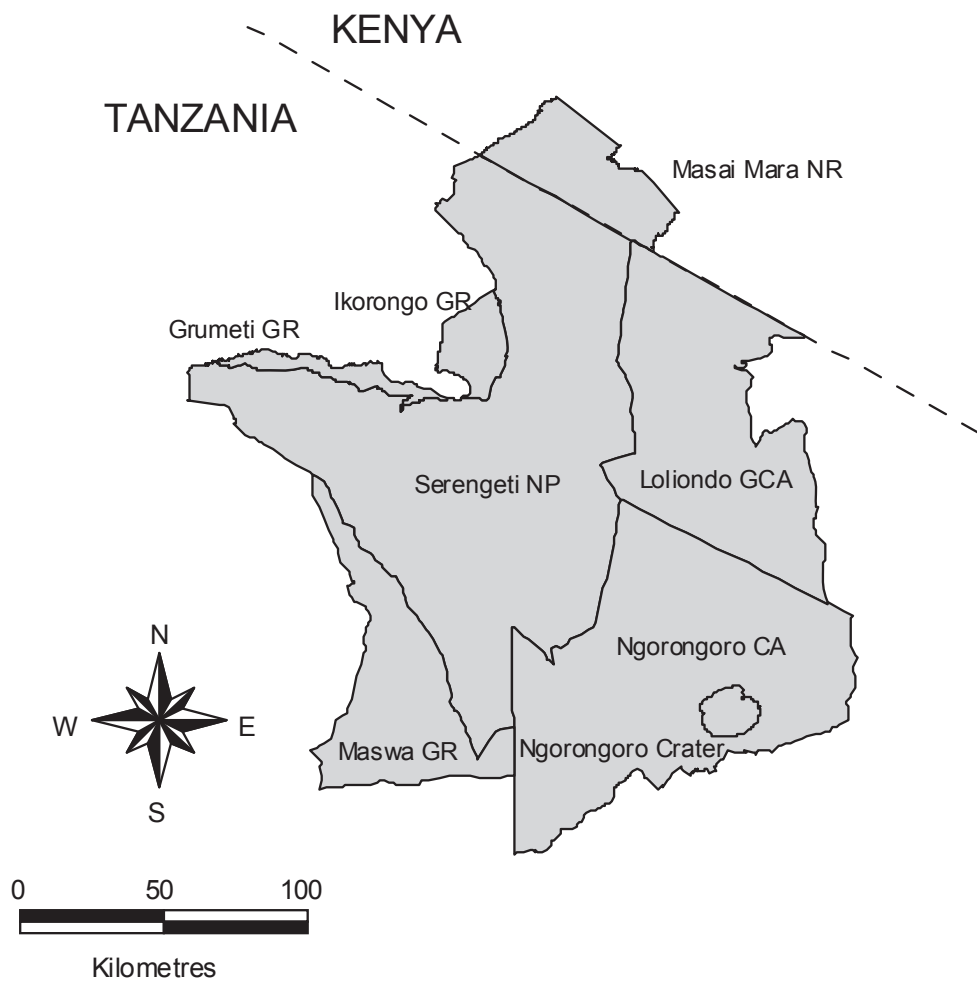 KENYA
TANZANIA
Masai Mara NR
Ikorongo GR
Grumeti GR
Serengeti NP
Loliondo GCA
Ngorongoro CA
N
W E
S
Maswa GR
Ngorongoro Crater
0 50 100
Kilometres